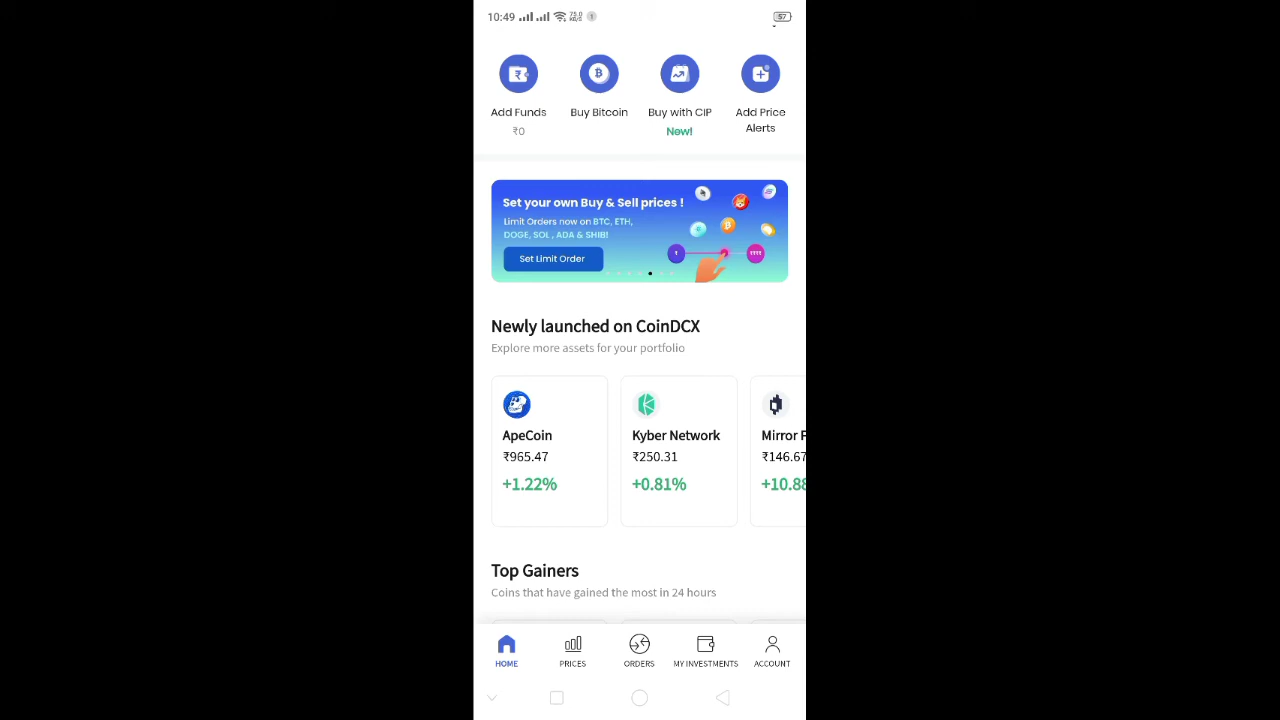 10:49
57
Add Funds
₹0
Buy Bitcoin
Buy with CIP
New!
Add Price
Alerts
Set your own Buy & Sell prices !
Limit Orders now on BTC, ETH,
DOGE, SOL , ADA & SHIB!
Set Limit Order
Newly launched on CoinDCX
Explore more assets for your portfolio
ApeCoin
₹965.47
+1.22%
Kyber Network
₹250.31
+0.81%
Mirror
₹146.67
+10.88
Top Gainers
Coins that have gained the most in 24 hours
HOME
PRICES
ORDERS
MY INVESTMENTS
ACCOUNT